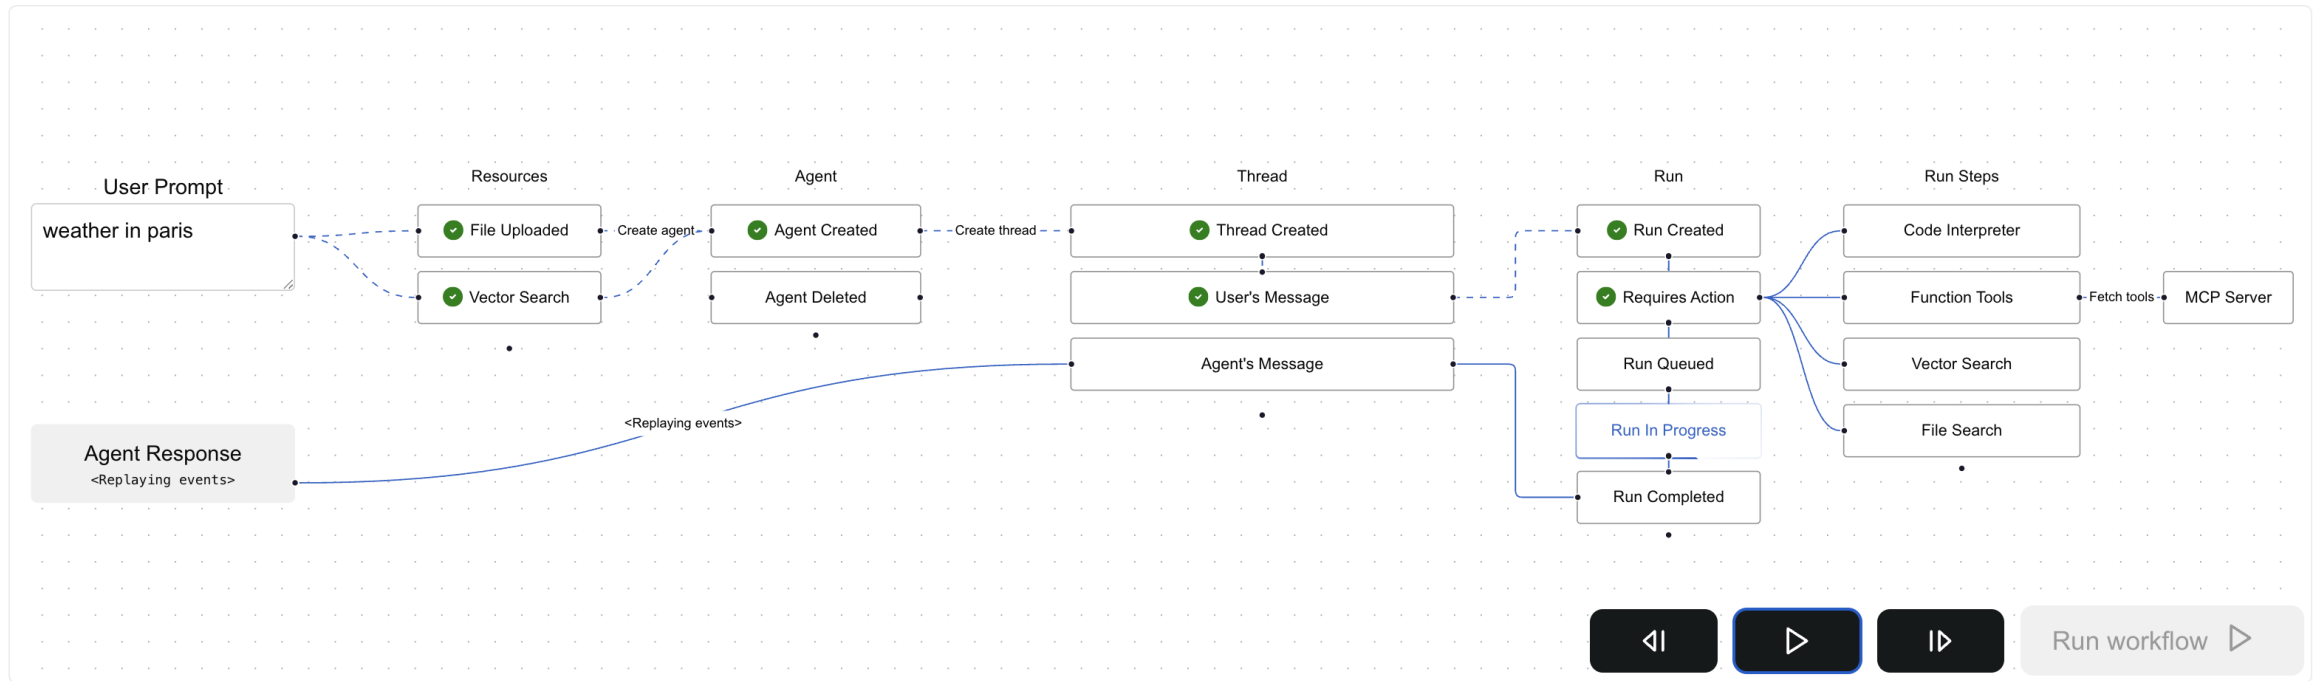 User Prompt
weather in paris
Agent Response
<Replaying events>
Resources
File Uploaded
Vector Search
Create agent
Agent
Agent Created
Agent Deleted
Create thread
<Replaying events>
Thread
Thread Created
User's Message
Agent's Message
Run
Run Created
Requires Action
Run Queued
Run In Progress
Run Completed
Run Steps
Code Interpreter
Function Tools
Vector Search
File Search
Fetch tools
MCP Server
Run workflow